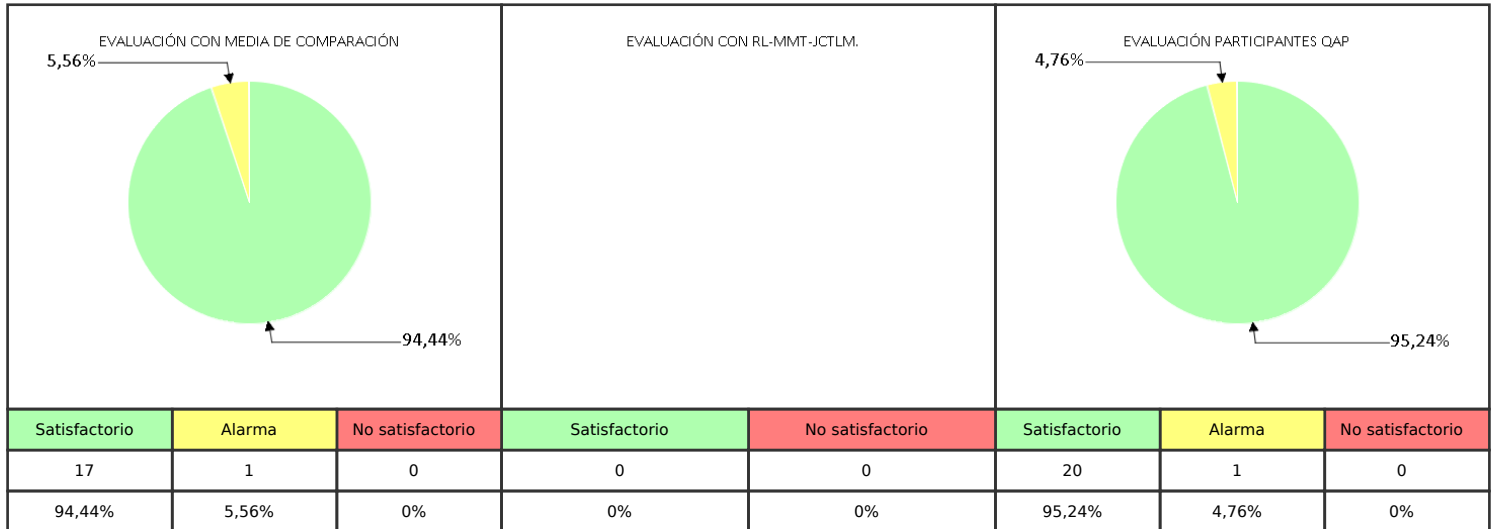 EVALUACIÓN CON MEDIA DE COMPARACIÓN
5,56%
94,44%
EVALUACIÓN CON RL-MMT-JCTLM.
EVALUACIÓN PARTICIPANTES QAP
4,76%
95,24%
Satisfactorio Alarma No satisfactorio Satisfactorio No satisfactorio Satisfactorio Alarma No satisfactorio
17 1 0 0 0 20 1 0
94,44% 5,56% 0% 0% 0% 95,24% 4,76% 0%